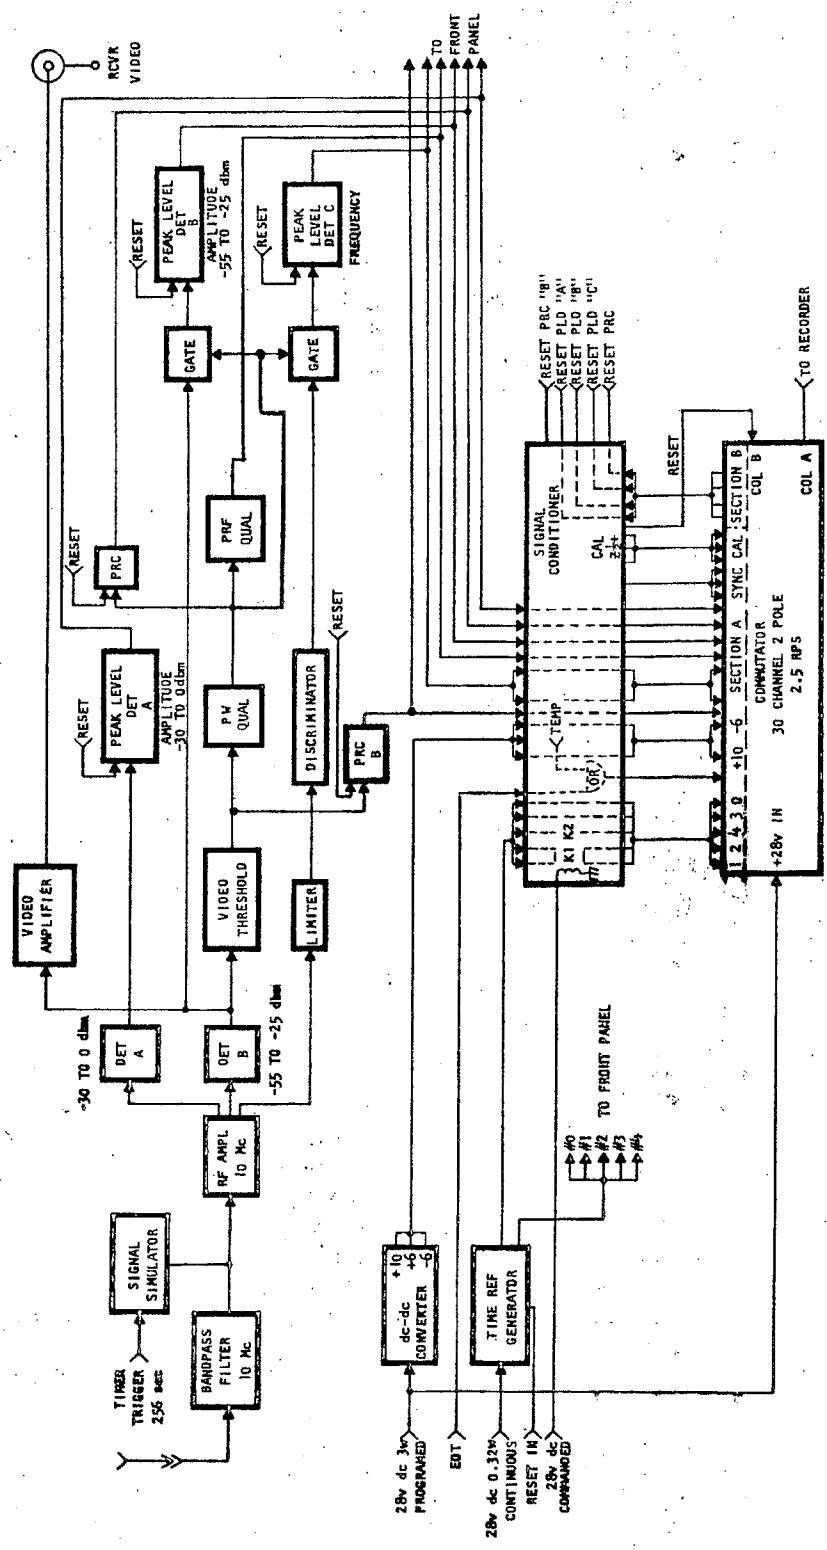 RCVR
VIDEO
VIDEO
AMPLIFIER
TO
FRONT
PANEL
RESET
PEAK LEVEL
DET
B
AMPLITUDE
-55 TO -25 dbm
RESET
PEAK
LEVEL
DET C
FREQUENCY
GATE
GATE
RESET
PRC
PRF
QUAL
RESET
PEAK LEVEL
DET
A
AMPLITUDE
-30 TO 0 dbm
PW
QUAL
DISCRIMINATOR
RESET
PRC
B
VIDEO
THRESHOLD
LIMITER
-30 TO 0 dbm
DET
A
DET
B
-55 TO -25 dbm
RF AMPL
10 Mc
SIGNAL
SIMULATOR
TIMER
TRIGGER
256 sec
BANDPASS
FILTER
10 Mc
RESET PRC "B"
RESET PLD "A"
RESET PLD "B"
RESET PLD "C"
RESET PRC
SIGNAL
CONDITIONER
CAL
Z 2+
TEMP
OR
K1 K2
RESET
TO RECORDER
COL B
COL A
1 2 4 3 0 +10 -6 SECTION A SYNC CAL SECTION B
+28v IN
COMMUTATOR
30 CHANNEL 2 POLE
2.5 RPS
TO FRONT PANEL
#0
#1
#2
#3
#4
+10
+6
-6
dc-dc
CONVERTER
TIME REF
GENERATOR
28v dc 3w
PROGRAMED
EOT
28v dc 0.32w
CONTINUOUS
RESET IN
28v dc
COMMANDED